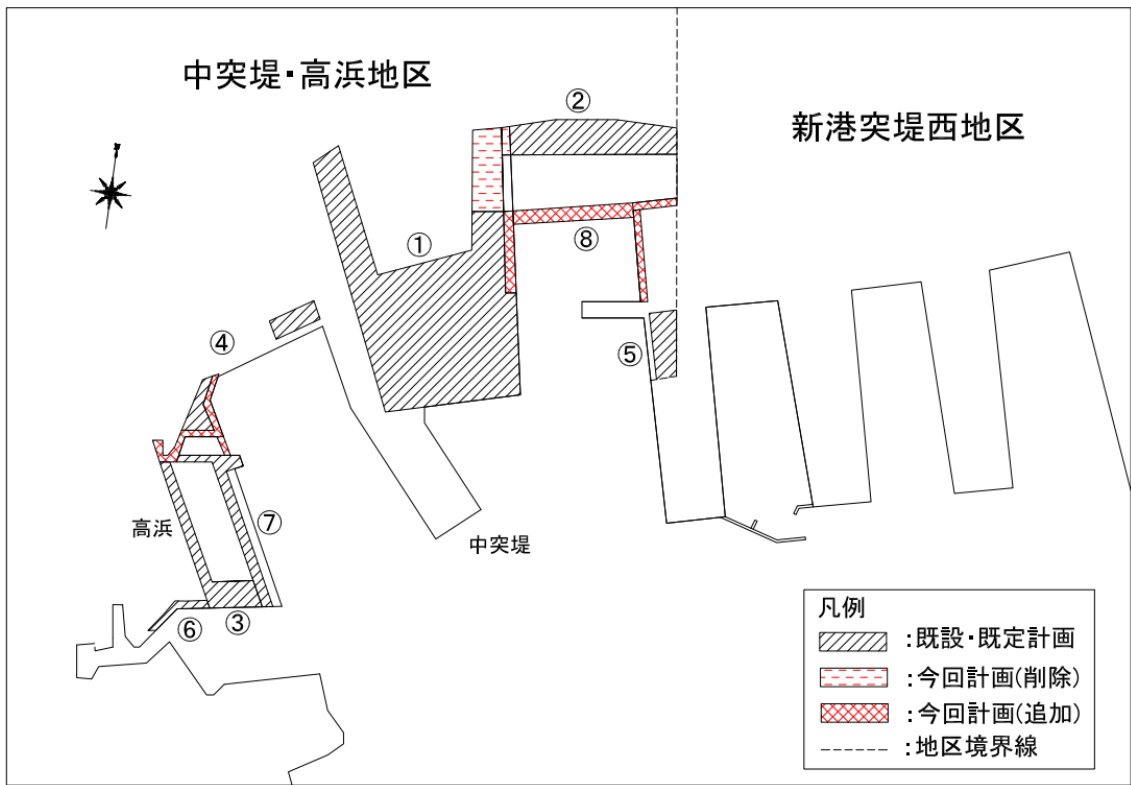 中突堤・高浜地区
新港突堤西地区
②
①
⑧
④
⑤
高浜
⑦
中突堤
⑥
③
凡例
:既設・既定計画
:今回計画(削除)
:今回計画(追加)
:地区境界線